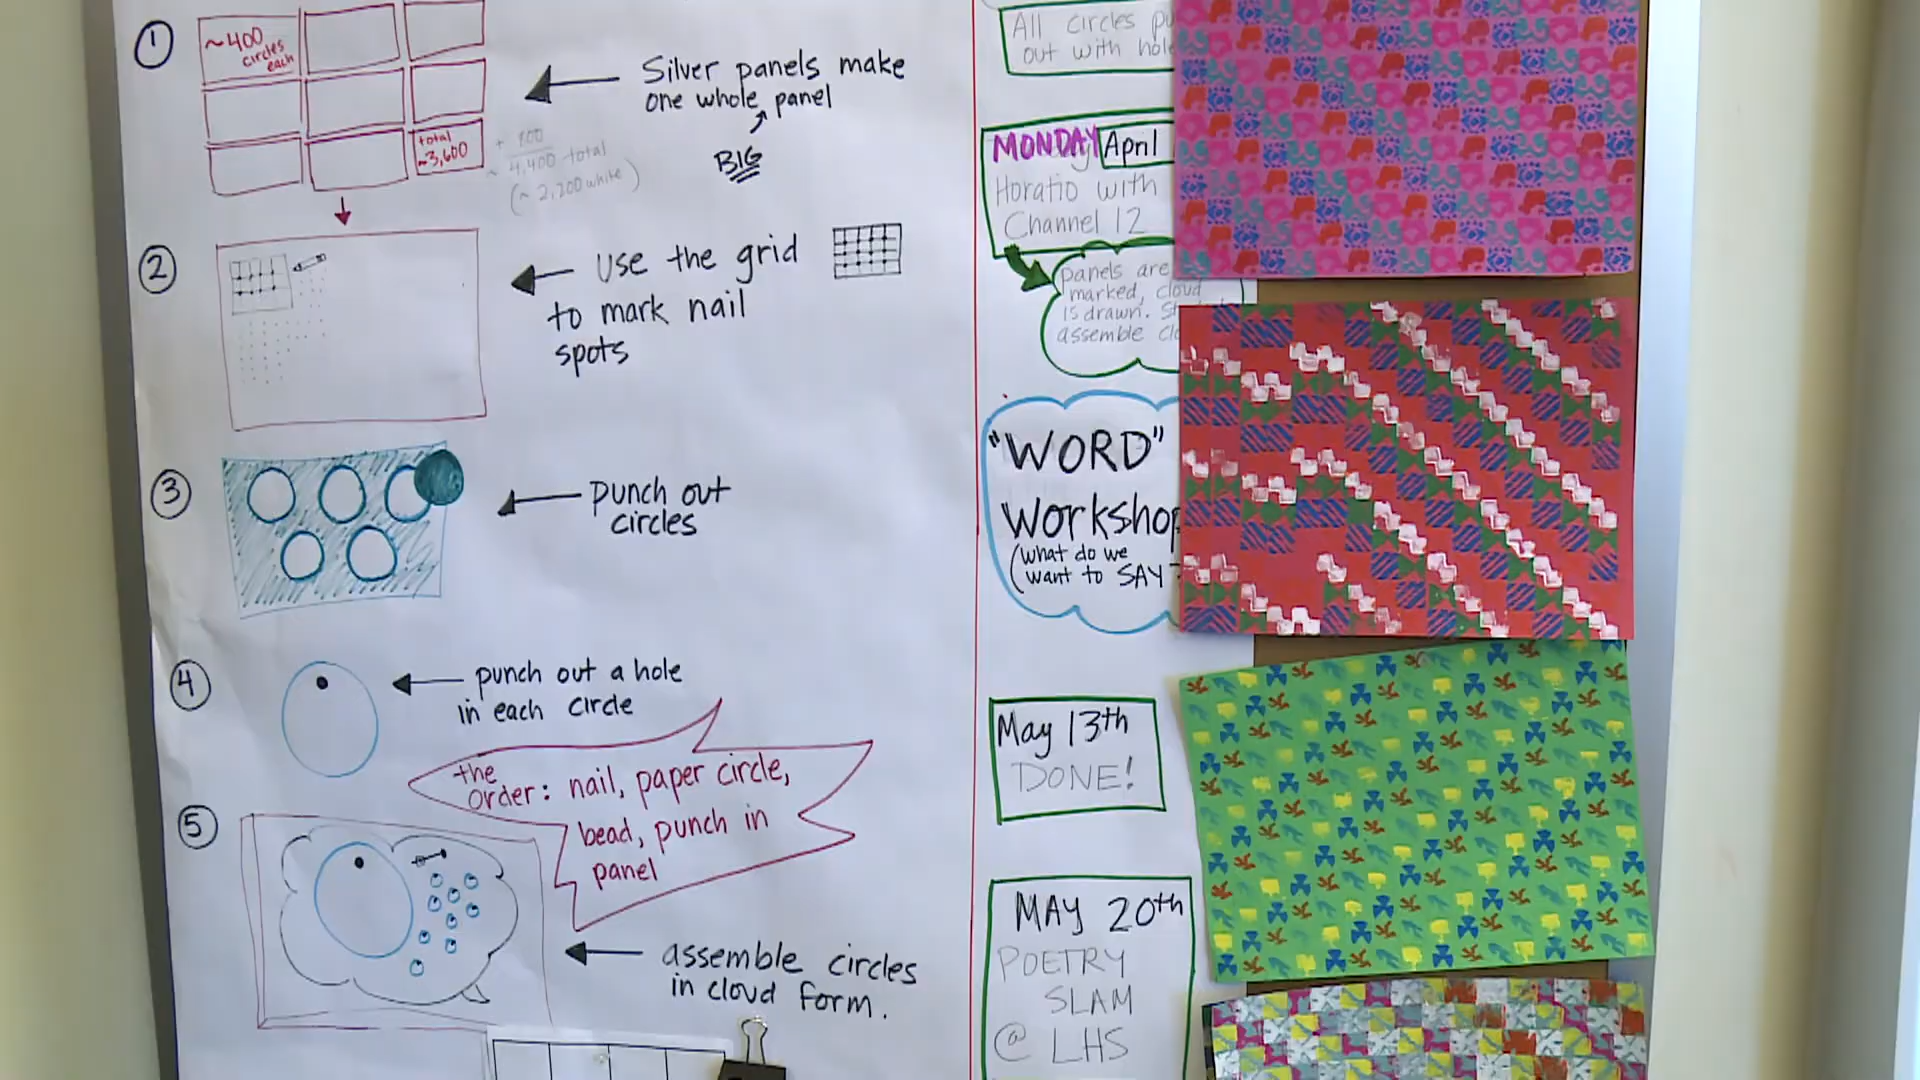 1
~400
circles
each
total
~3,600
+ 800
~ 4,400 total
(~ 2,200 white)
Silver panels make
one whole panel
BIG
2
Use the grid
to mark nail
spots
3
punch out
circles
4
punch out a hole
in each circle
the
order: nail, paper circle,
bead, punch in
panel
5
assemble circles
in cloud form.
All circles pu
out with hole
MONDAY April
Horatio with
Channel 12
panels are
marked, cloud
is drawn. St
assemble clo
"WORD"
Workshop
(what do we
want to SAY?
May 13th
DONE!
MAY 20th
POETRY
SLAM
@ LHS